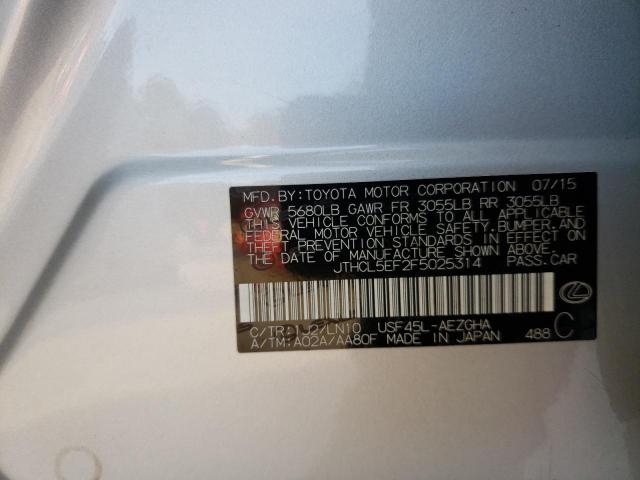 MFD. BY: TOYOTA MOTOR CORPORATION 07/15
GVWR 5680LB GAWR FR 3055LB RR 3055LB
THIS VEHICLE CONFORMS TO ALL APPLICABLE
FEDERAL MOTOR VEHICLE SAFETY, BUMPER, AND
THEFT PREVENTION STANDARDS IN EFFECT ON
THE DATE OF MANUFACTURE SHOWN ABOVE.
JTHCL5EF2F5025314 PASS.CAR
C/TR: 1J2/LN10 USF45L-AEZGHA
A/TM: A02A/AA80F MADE IN JAPAN 488 C